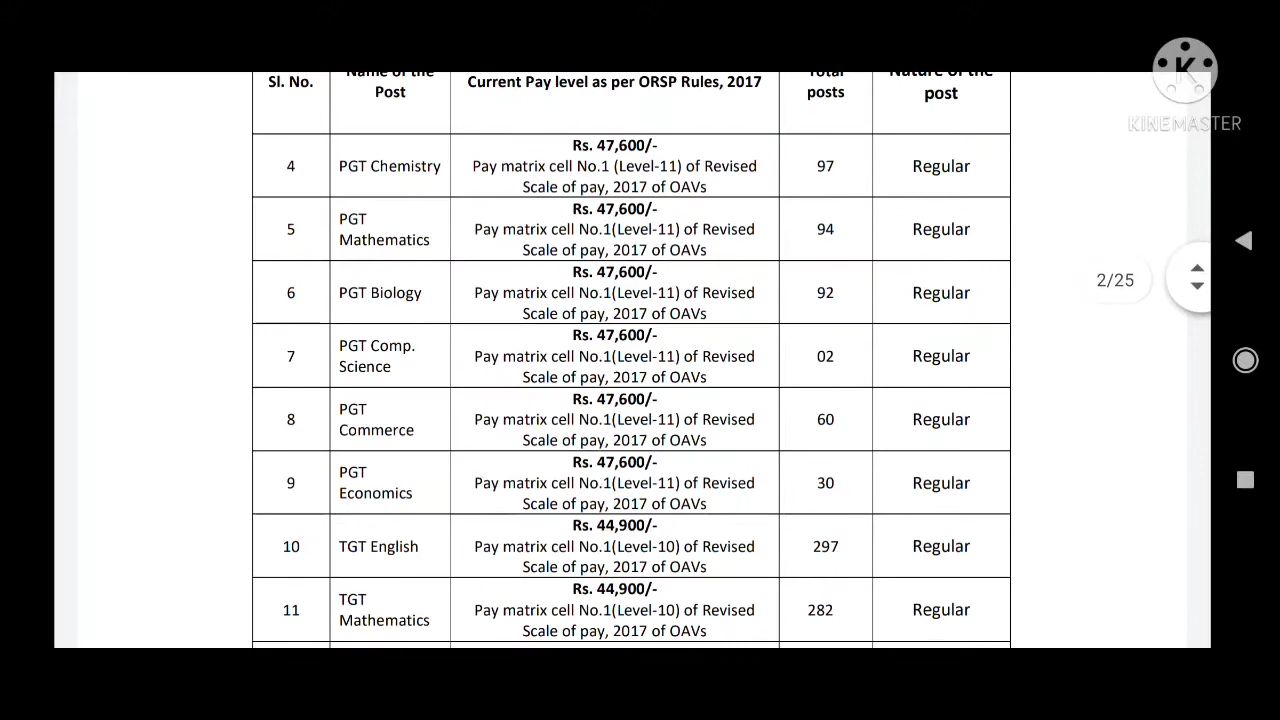 Sl. No.
Name of the
Post
Current Pay level as per ORSP Rules, 2017
Total
posts
Nature of the
post
4
PGT Chemistry
Rs. 47,600/-
Pay matrix cell No.1 (Level-11) of Revised
Scale of pay, 2017 of OAVs
97
Regular
5
PGT
Mathematics
Rs. 47,600/-
Pay matrix cell No.1(Level-11) of Revised
Scale of pay, 2017 of OAVs
94
Regular
6
PGT Biology
Rs. 47,600/-
Pay matrix cell No.1(Level-11) of Revised
Scale of pay, 2017 of OAVs
92
Regular
7
PGT Comp.
Science
Rs. 47,600/-
Pay matrix cell No.1(Level-11) of Revised
Scale of pay, 2017 of OAVs
02
Regular
8
PGT
Commerce
Rs. 47,600/-
Pay matrix cell No.1(Level-11) of Revised
Scale of pay, 2017 of OAVs
60
Regular
9
PGT
Economics
Rs. 47,600/-
Pay matrix cell No.1(Level-11) of Revised
Scale of pay, 2017 of OAVs
30
Regular
10
TGT English
Rs. 44,900/-
Pay matrix cell No.1(Level-10) of Revised
Scale of pay, 2017 of OAVs
297
Regular
11
TGT
Mathematics
Rs. 44,900/-
Pay matrix cell No.1(Level-10) of Revised
Scale of pay, 2017 of OAVs
282
Regular
2/25
K
KINEMASTER